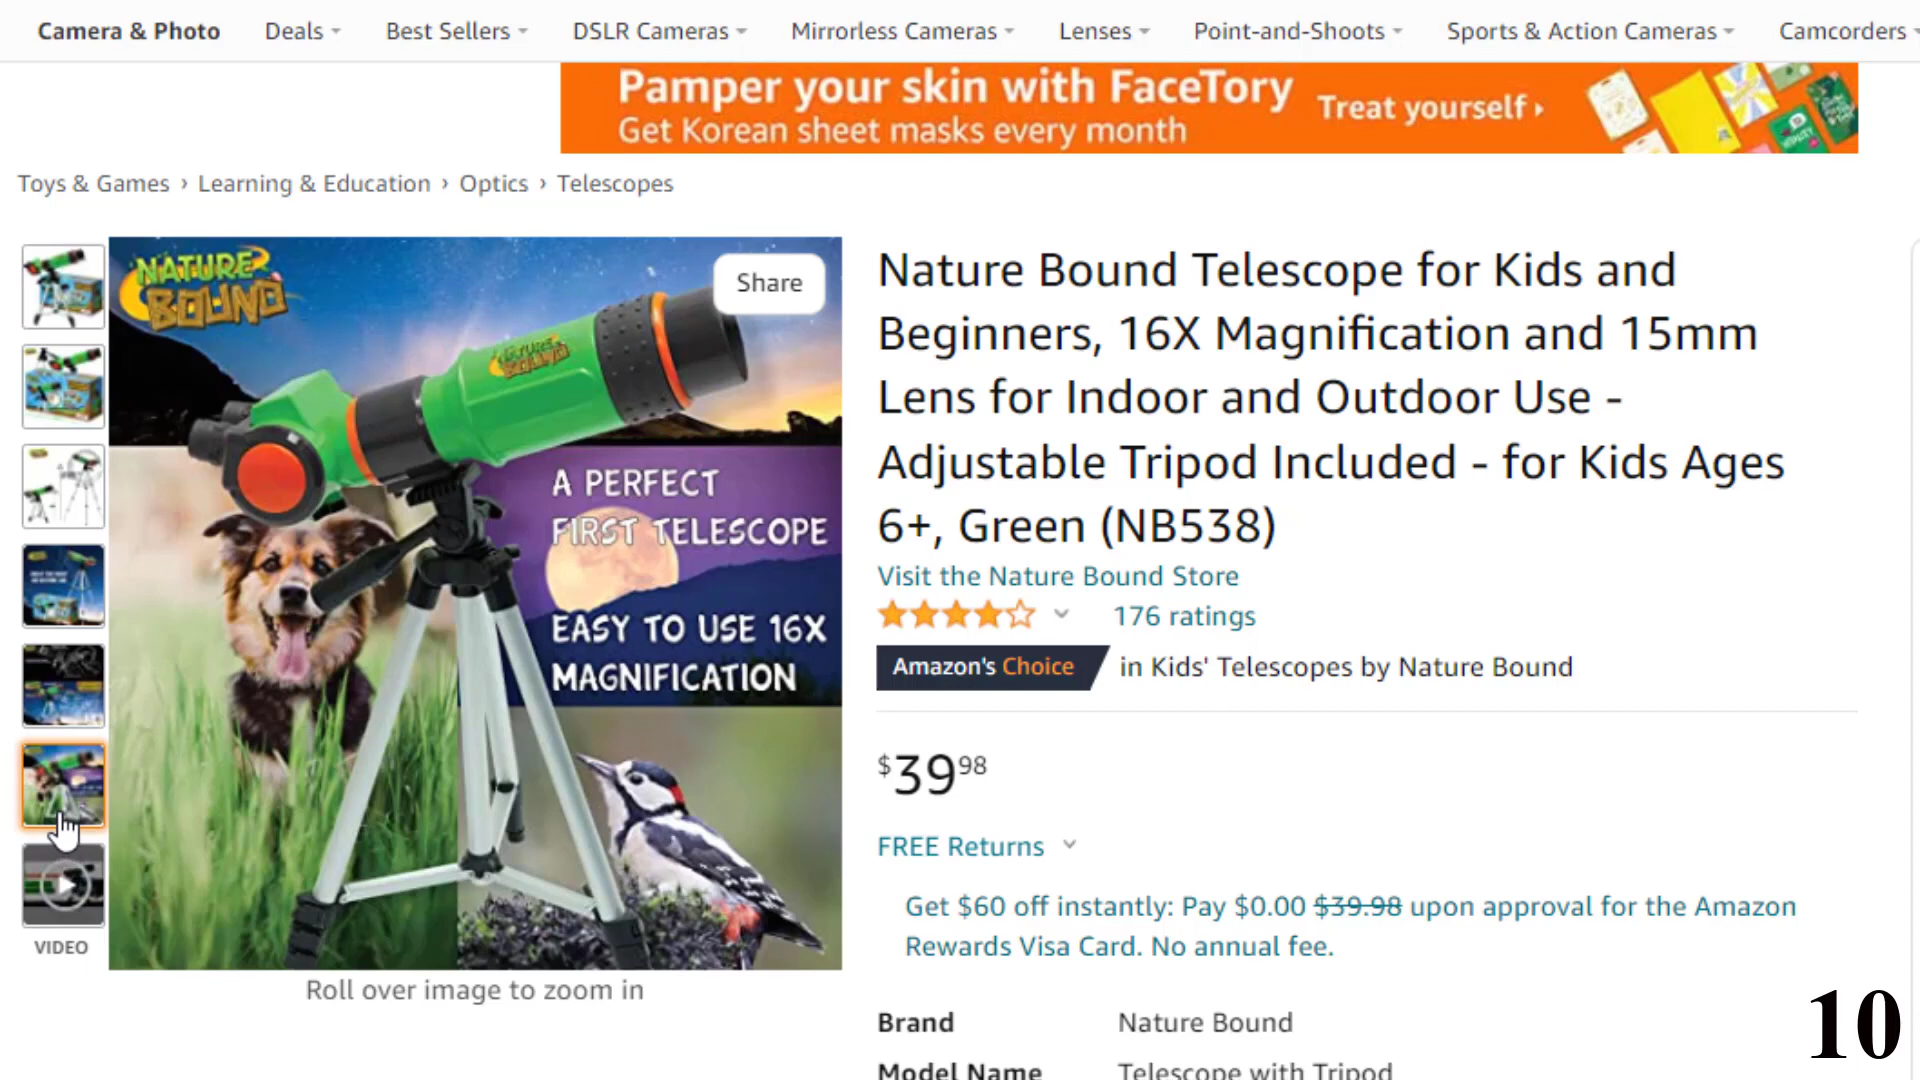 Camera & Photo Deals Best Sellers DSLR Cameras Mirrorless Cameras Lenses Point-and-Shoots Sports & Action Cameras Camcorders
Pamper your skin with FaceTory
Get Korean sheet masks every month
Treat yourself
Toys & Games › Learning & Education › Optics › Telescopes
NATURE
BOUND
Share
NATURE
BOUND
A PERFECT
FIRST TELESCOPE
EASY TO USE 16X
MAGNIFICATION
VIDEO
Roll over image to zoom in
Nature Bound Telescope for Kids and
Beginners, 16X Magnification and 15mm
Lens for Indoor and Outdoor Use -
Adjustable Tripod Included - for Kids Ages
6+, Green (NB538)
Visit the Nature Bound Store
176 ratings
Amazon's Choice in Kids' Telescopes by Nature Bound
$3998
FREE Returns
Get $60 off instantly: Pay $0.00 $39.98 upon approval for the Amazon
Rewards Visa Card. No annual fee.
Brand Nature Bound
Model Name Telescope with Tripod
10